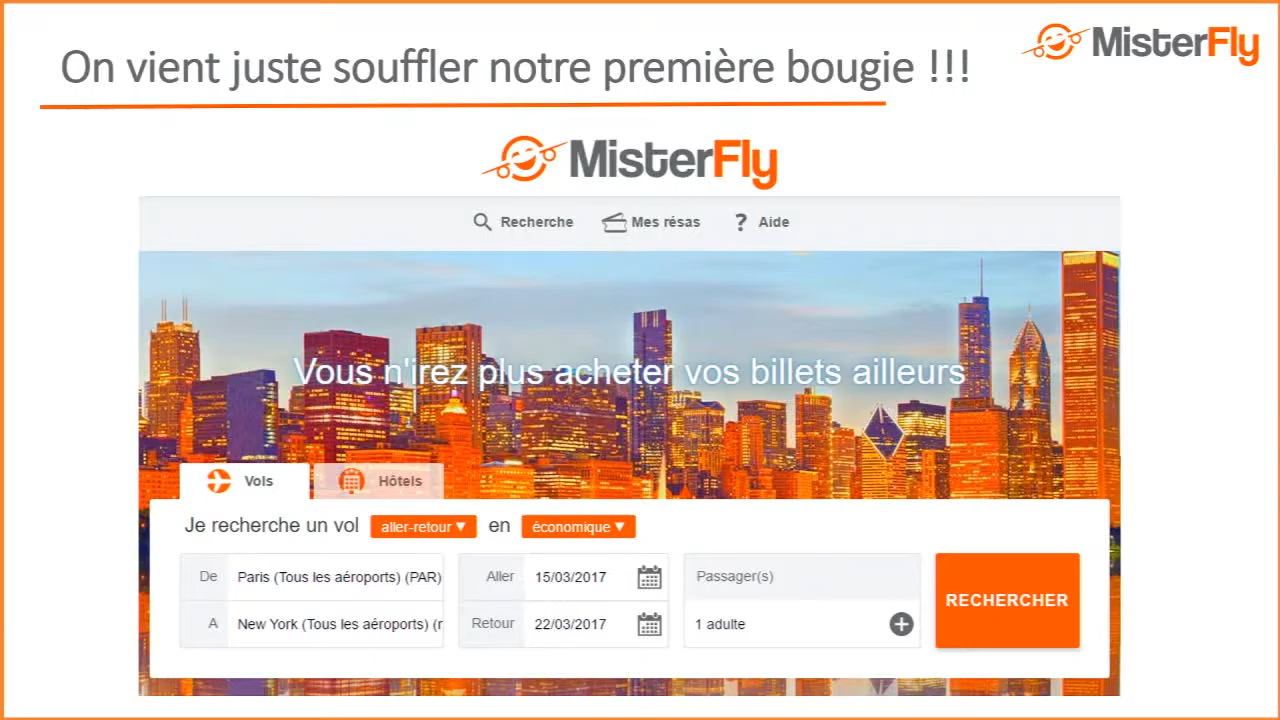 On vient juste souffler notre première bougie !!!
MisterFly
MisterFly
Recherche Mes résas ? Aide
Vous n'irez plus acheter vos billets ailleurs
Vols Hôtels
Je recherche un vol aller-retour en économique
De Paris (Tous les aéroports) (PAR) Aller 15/03/2017 Passager(s)
RECHERCHER
A New York (Tous les aéroports) (r Retour 22/03/2017 1 adulte